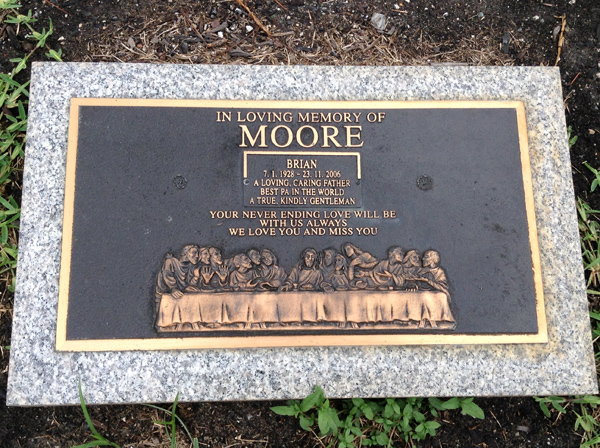 IN LOVING MEMORY OF
MOORE
BRIAN
7. 1. 1928 - 23. 11. 2006
A LOVING, CARING FATHER
BEST PA IN THE WORLD
A TRUE, KINDLY GENTLEMAN
YOUR NEVER ENDING LOVE WILL BE
WITH US ALWAYS
WE LOVE YOU AND MISS YOU